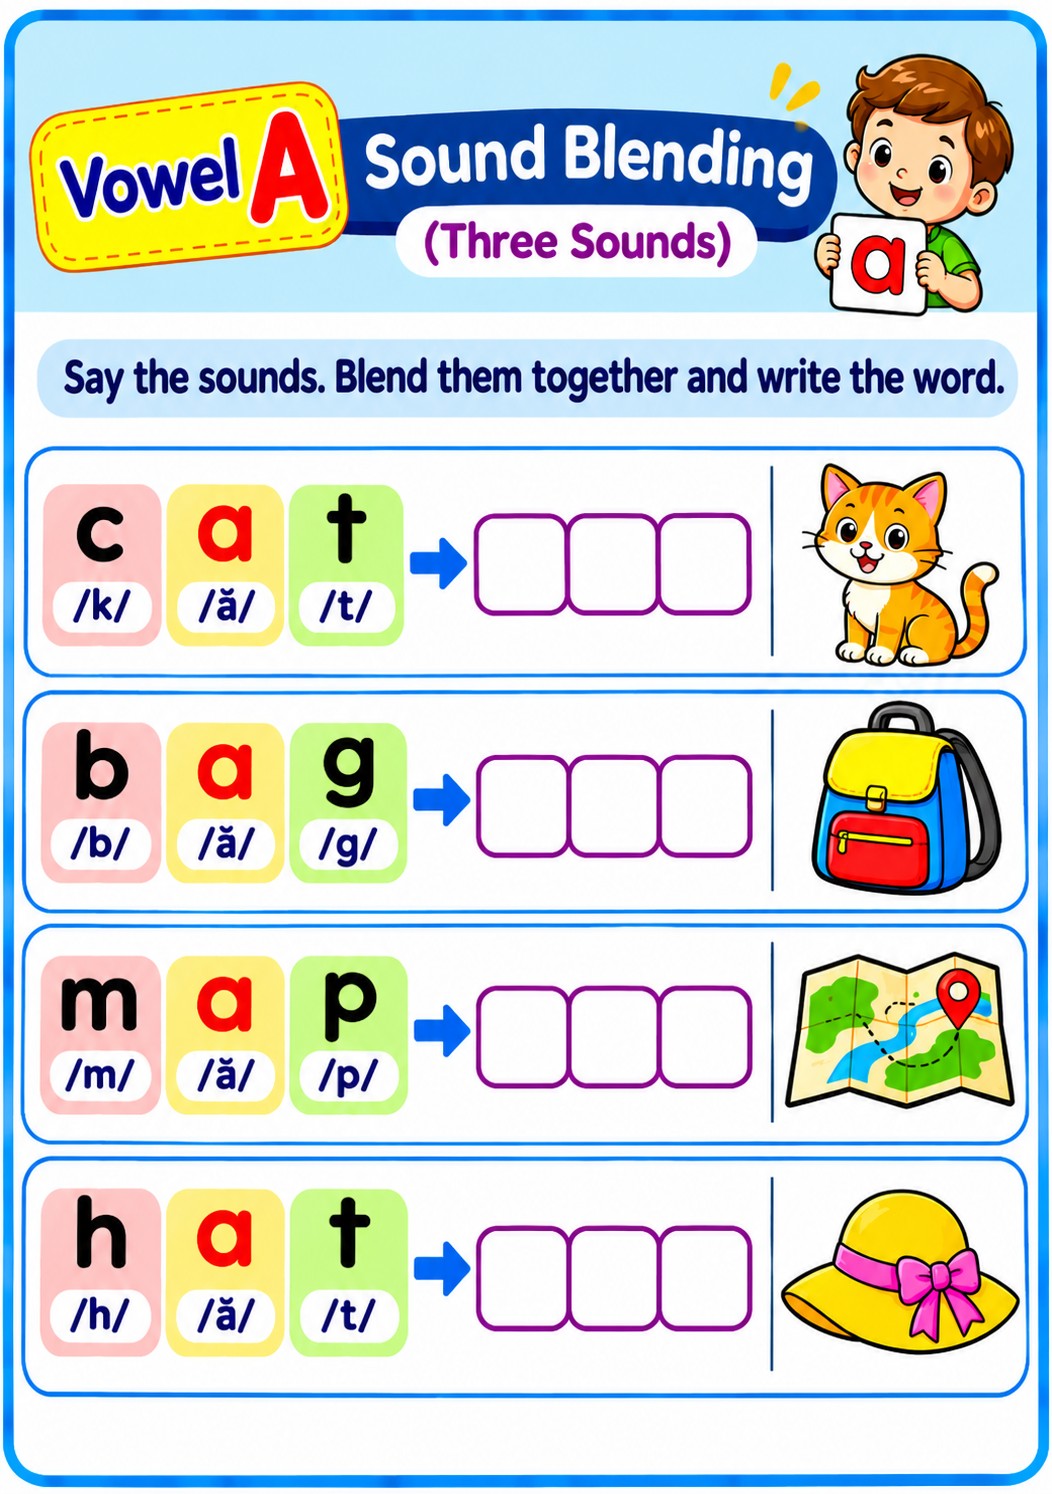 Vowel A
Sound Blending
(Three Sounds)
a
Say the sounds. Blend them together and write the word.
c a t
/k/ /ă/ /t/
b a g
/b/ /ă/ /g/
m a p
/m/ /ă/ /p/
h a t
/h/ /ă/ /t/